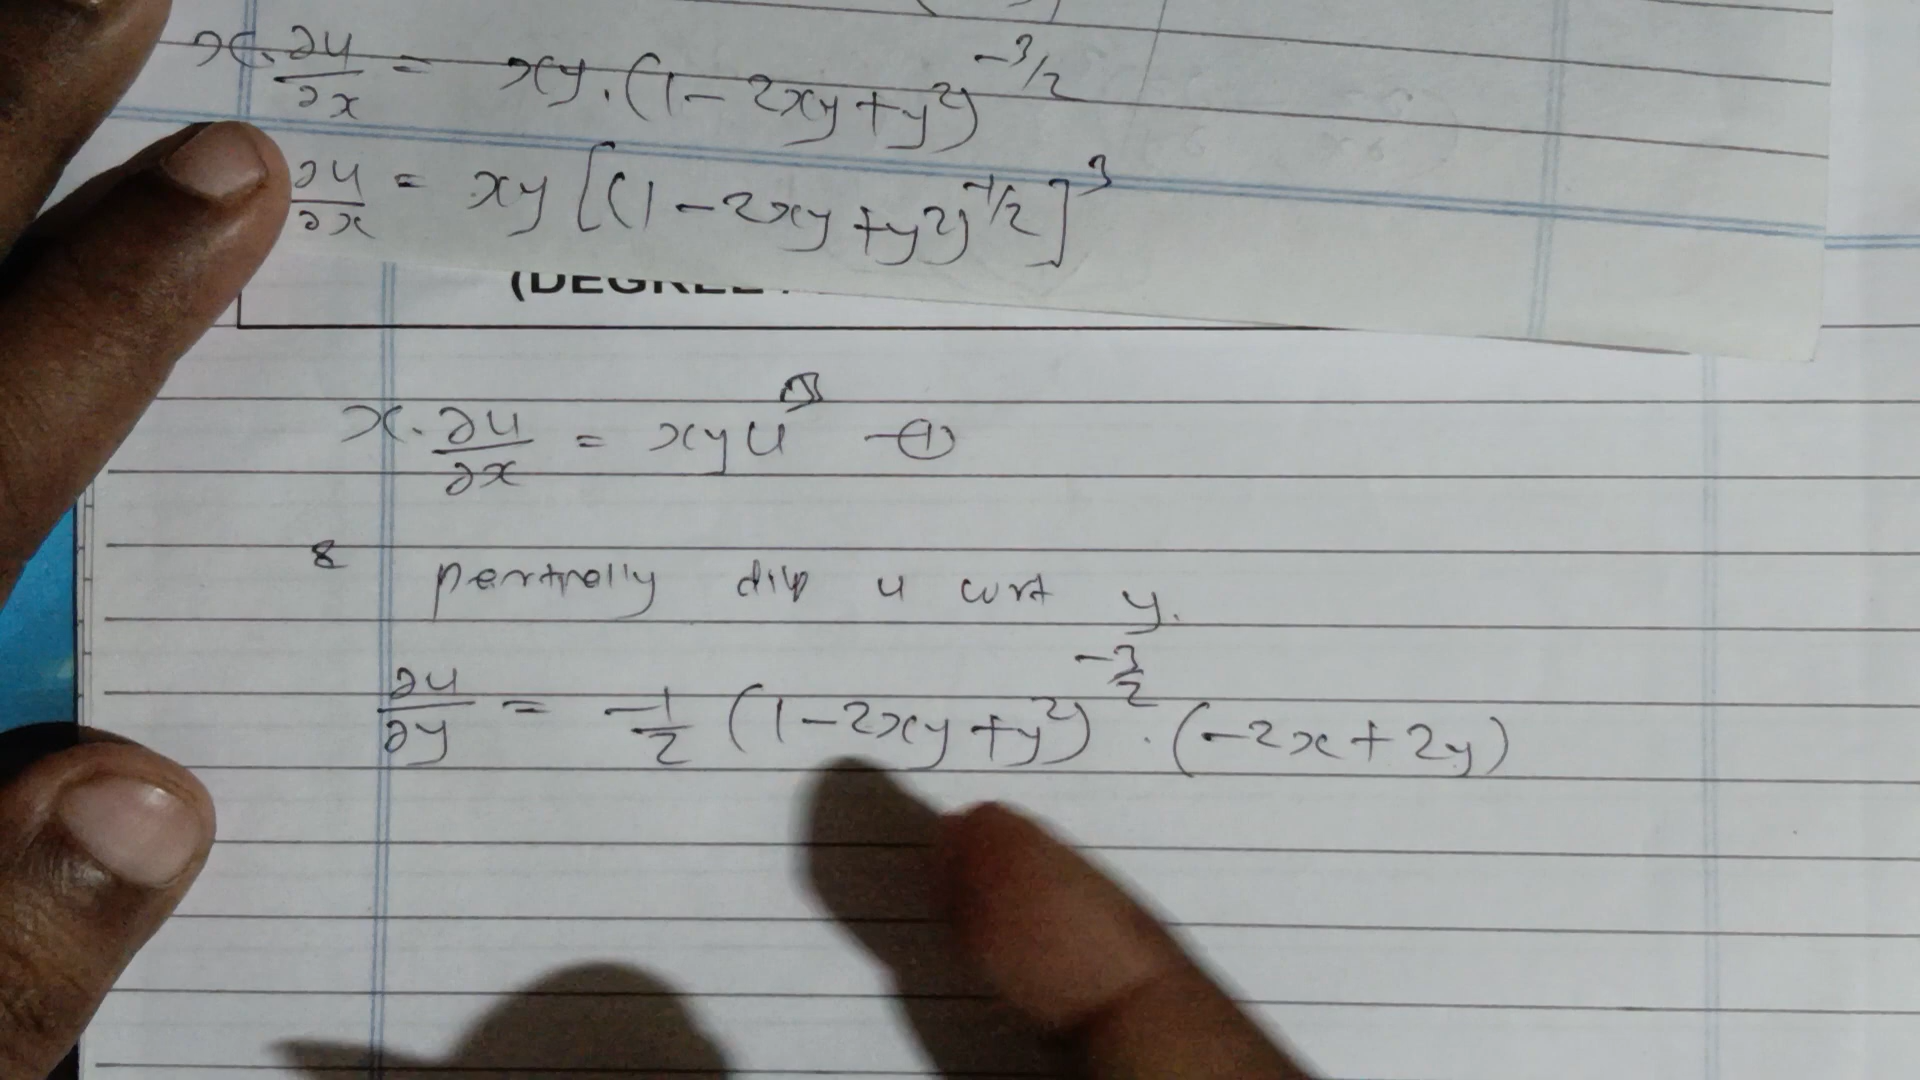 x.∂u/∂x = xy.(1-2xy+y²)^-3/2
∂u/∂x = xy[(1-2xy+y²)^-1/2]^3
(DEGREE
x.∂u/∂x = xyu³ -①
& partially diff u wrt y.
∂u/∂y = -1/2 (1-2xy+y²)^-3/2 . (-2x+2y)